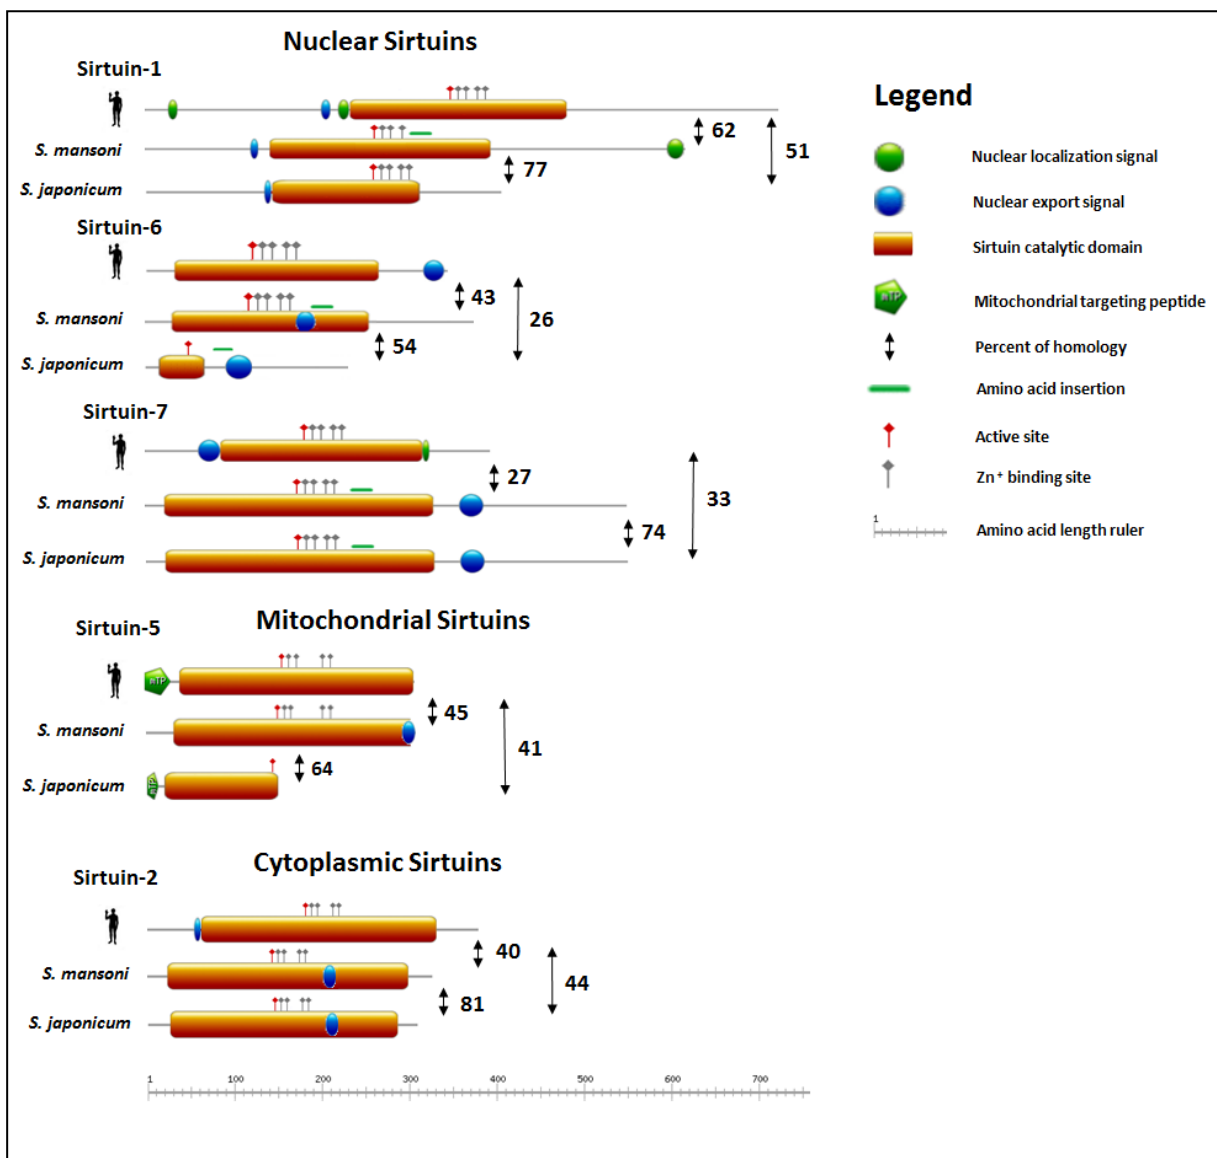 Nuclear Sirtuins
Sirtuin-1
S. mansoni
S. japonicum
62
77
51
Sirtuin-6
S. mansoni
S. japonicum
43
54
26
Sirtuin-7
S. mansoni
S. japonicum
27
74
33
Mitochondrial Sirtuins
Sirtuin-5
mTP
S. mansoni
S. japonicum
mTP
45
64
41
Cytoplasmic Sirtuins
Sirtuin-2
S. mansoni
S. japonicum
40
81
44
1 100 200 300 400 500 600 700
Legend
Nuclear localization signal
Nuclear export signal
Sirtuin catalytic domain
mTP
Mitochondrial targeting peptide
Percent of homology
Amino acid insertion
Active site
Zn⁺ binding site
1
Amino acid length ruler